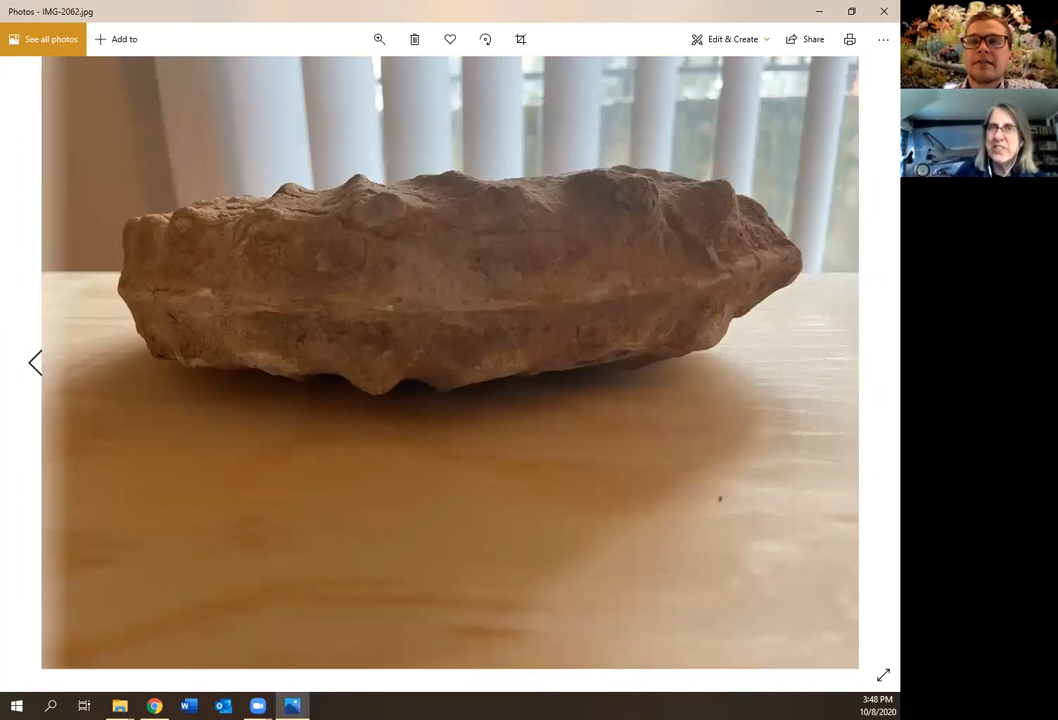 Photos - IMG-2062.jpg
See all photos
Add to
Edit & Create
Share
3:48 PM
10/8/2020